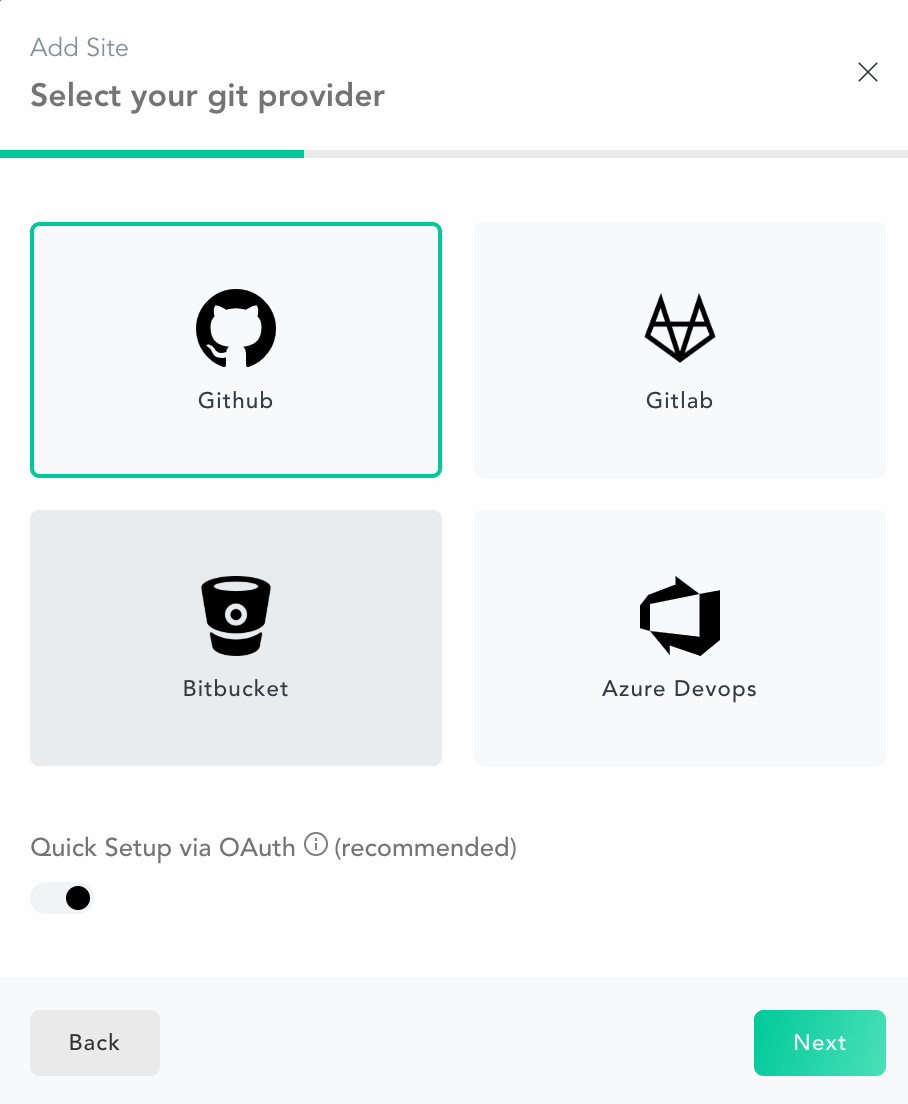 Add Site
Select your git provider
Github
Gitlab
Bitbucket
Azure Devops
Quick Setup via OAuth (recommended)
Back
Next